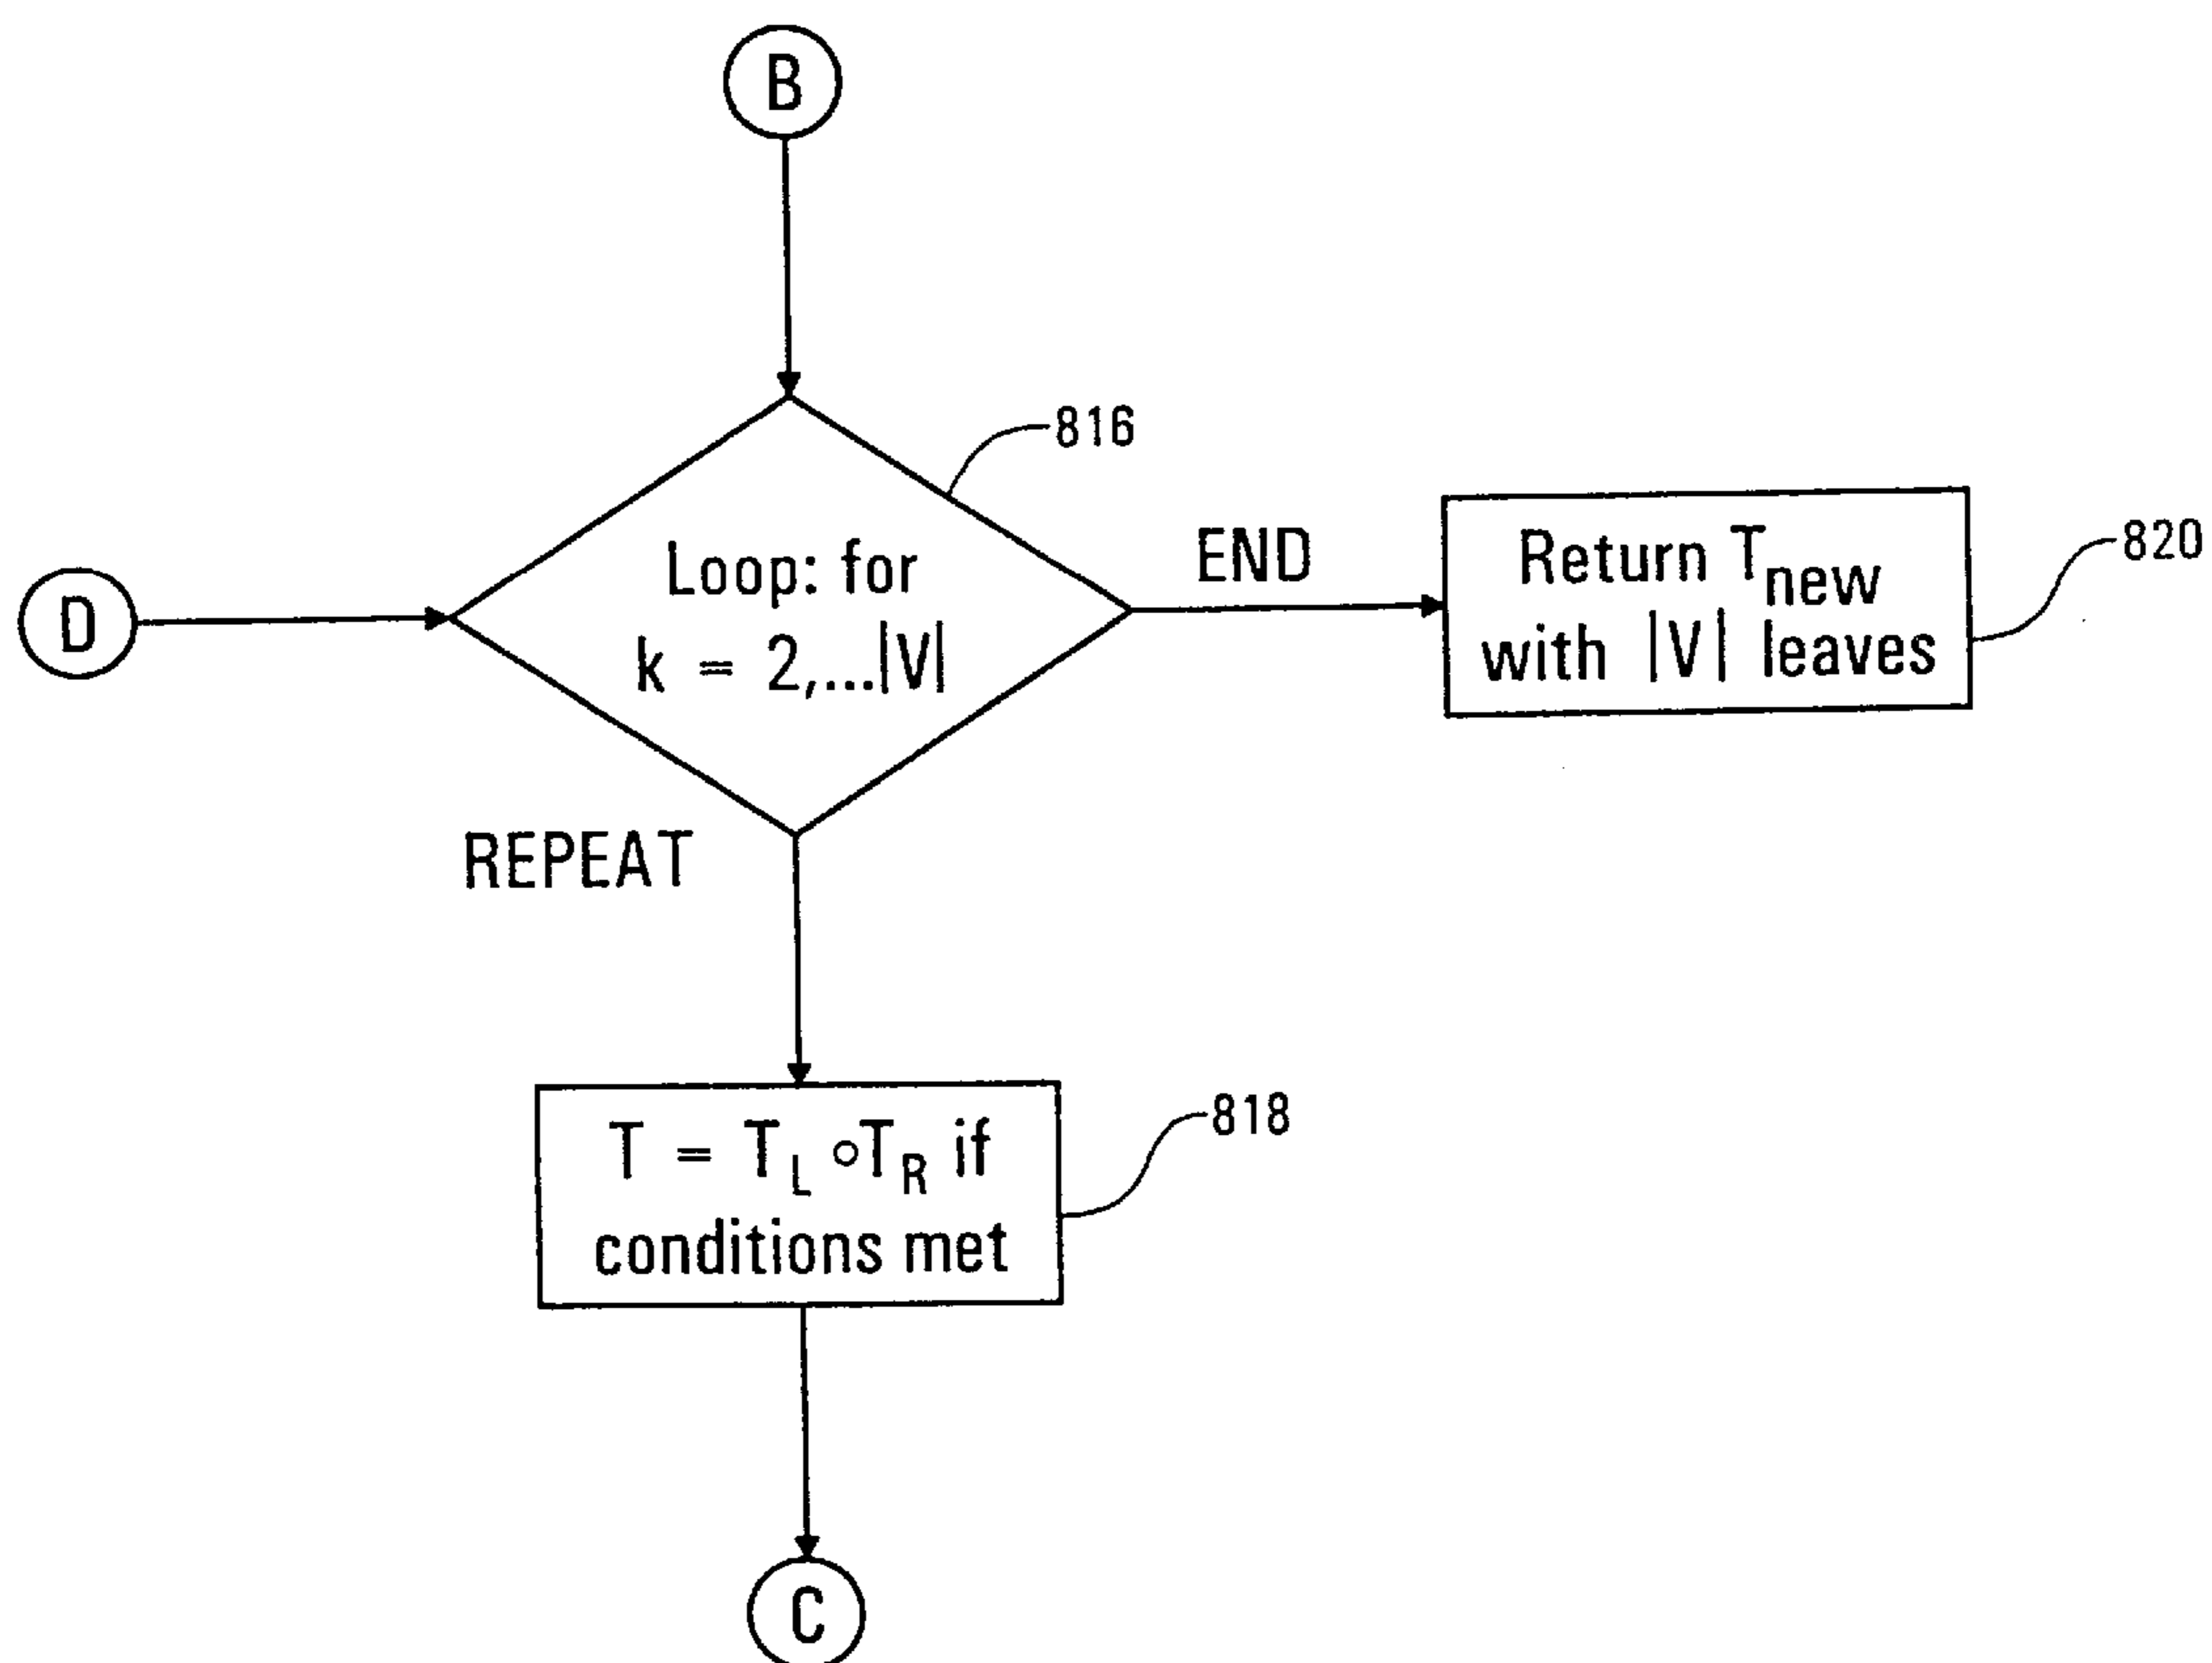 B
816
Loop: for
k = 2,...|V|
D
END
Return T_new
with |V| leaves
820
REPEAT
T = T_L ∘T_R if
conditions met
818
C